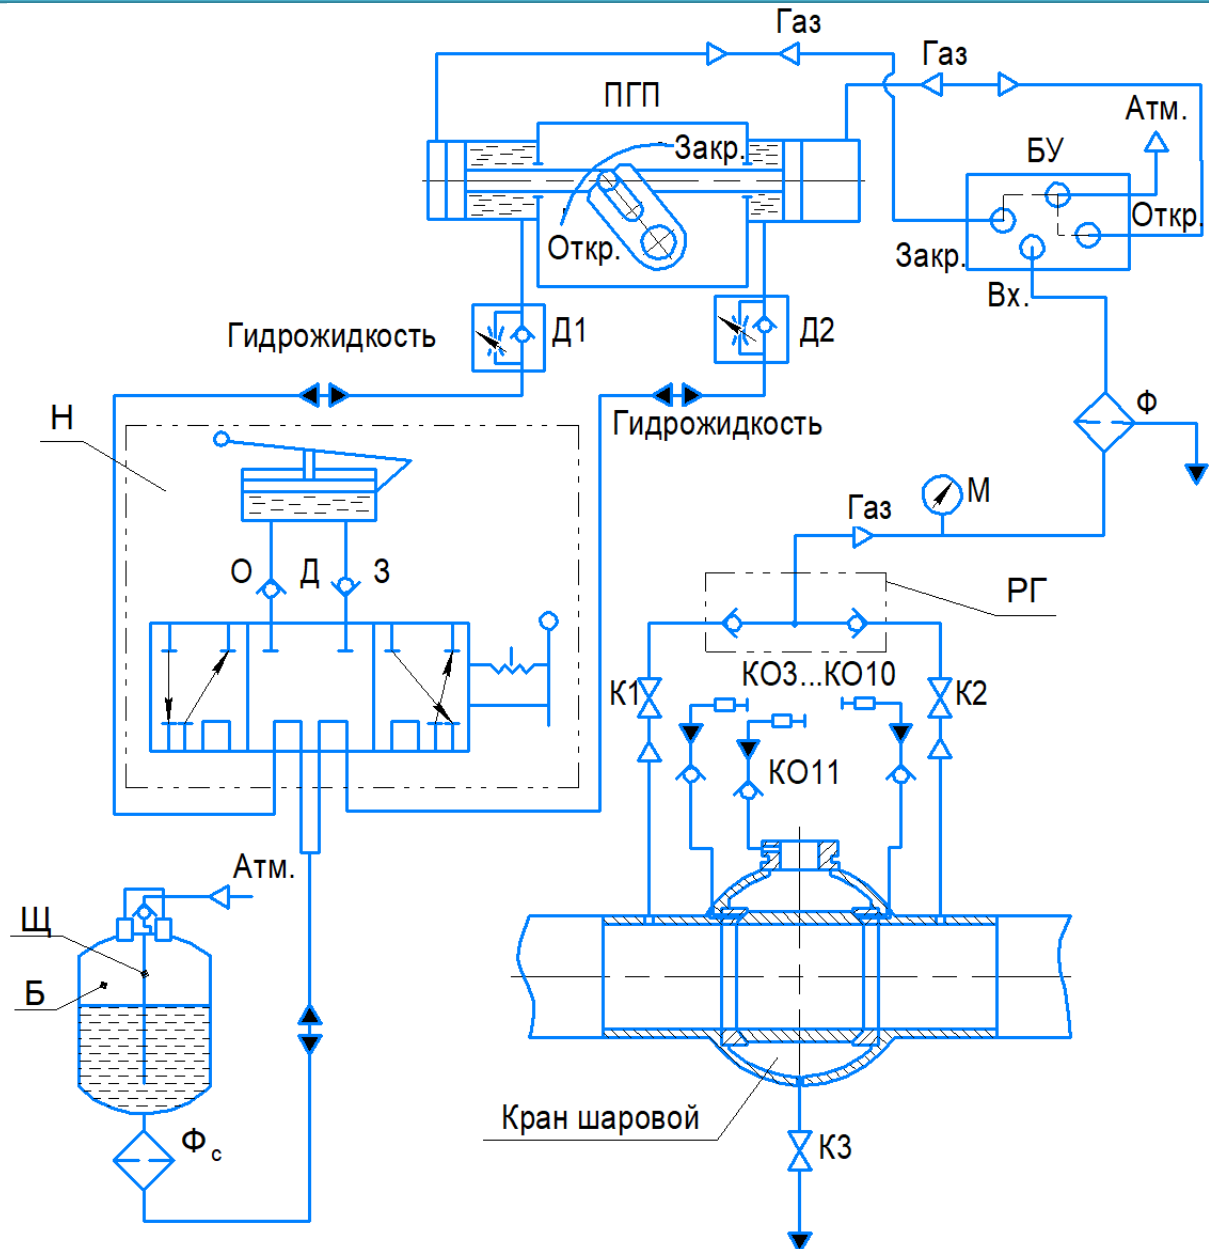 Газ
Газ
ПГП
Атм.
Закр.
БУ
Откр.
Откр.
Закр.
Вх.
Д1
Д2
Гидрожидкость
Гидрожидкость
Ф
Н
М
Газ
О
Д
З
РГ
К1
КО3...КО10
К2
КО11
Атм.
Щ
Б
Кран шаровой
Фс
К3